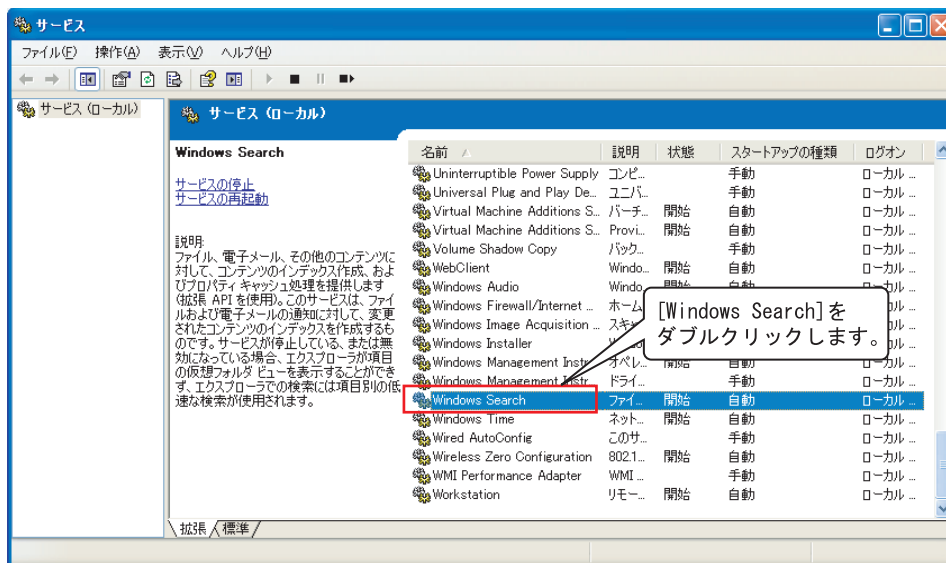 サービス
ファイル(F) 操作(A) 表示(V) ヘルプ(H)
サービス (ローカル)
サービス (ローカル)
Windows Search
サービスの停止
サービスの再起動
説明:
ファイル、電子メール、その他のコンテンツに
対して、コンテンツのインデックス作成、およ
びプロパティ キャッシュ処理を提供します
(拡張 API を使用)。このサービスは、ファイ
ルおよび電子メールの通知に対して、変更
されたコンテンツのインデックスを作成するも
のです。サービスが停止している、または無
効になっている場合、エクスプローラが項目
の仮想フォルダ ビューを表示することができ
ず、エクスプローラでの検索には項目別の低
速な検索が使用されます。
名前 説明 状態 スタートアップの種類 ログオン
Uninterruptible Power Supply コンピ... 手動 ローカル ...
Universal Plug and Play De... ユニバ... 手動 ローカル ...
Virtual Machine Additions S... バーチ... 開始 自動 ローカル ...
Virtual Machine Additions S... Provi... 開始 自動 ローカル ...
Volume Shadow Copy バック... 手動 ローカル ...
WebClient Windo... 開始 自動 ローカル ...
Windows Audio Windo... 開始 自動 ローカル ...
Windows Firewall/Internet ... ホーム
Windows Image Acquisition ... スキャ
Windows Installer
Windows Management Instr... オペレ... 開始 自動 ローカル ...
Windows Management Instr... ドライ... 手動 ローカル ...
Windows Search ファイ... 開始 自動 ローカル ...
Windows Time ネット... 開始 自動 ローカル ...
Wired AutoConfig このサ... 手動 ローカル ...
Wireless Zero Configuration 802.1... 開始 自動 ローカル ...
WMI Performance Adapter WMI ... 手動 ローカル ...
Workstation リモー... 開始 自動 ローカル ...
[Windows Search]を
ダブルクリックします。
拡張 標準